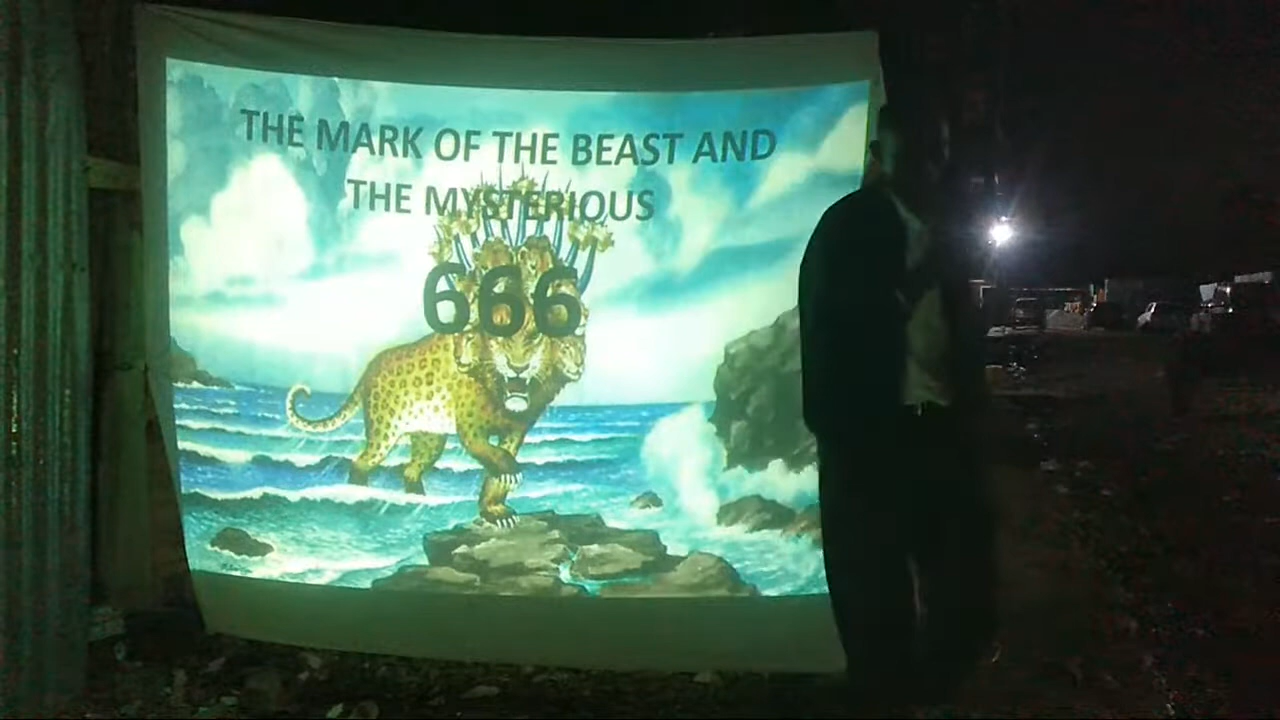 THE MARK OF THE BEAST AND
THE MYSTERIOUS
666